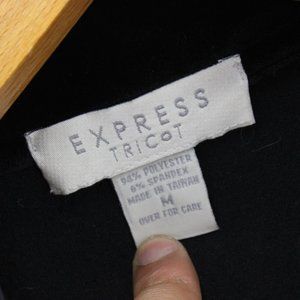 EXPRESS
TRICOT
94% POLYESTER
6% SPANDEX
MADE IN TAIWAN
M
OVER FOR CARE